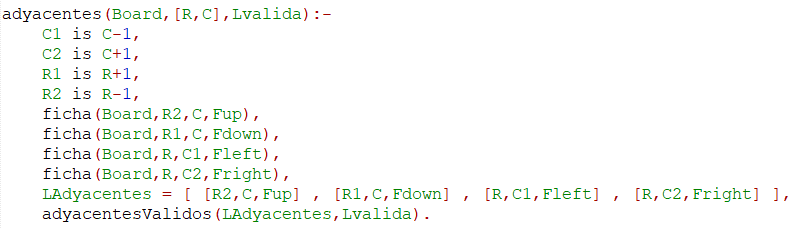 adyacentes(Board,[R,C],Lvalida):-
    C1 is C-1,
    C2 is C+1,
    R1 is R+1,
    R2 is R-1,
    ficha(Board,R2,C,Fup),
    ficha(Board,R1,C,Fdown),
    ficha(Board,R,C1,Fleft),
    ficha(Board,R,C2,Fright),
    LAdyacentes = [ [R2,C,Fup] , [R1,C,Fdown] , [R,C1,Fleft] , [R,C2,Fright] ],
    adyacentesValidos(LAdyacentes,Lvalida).